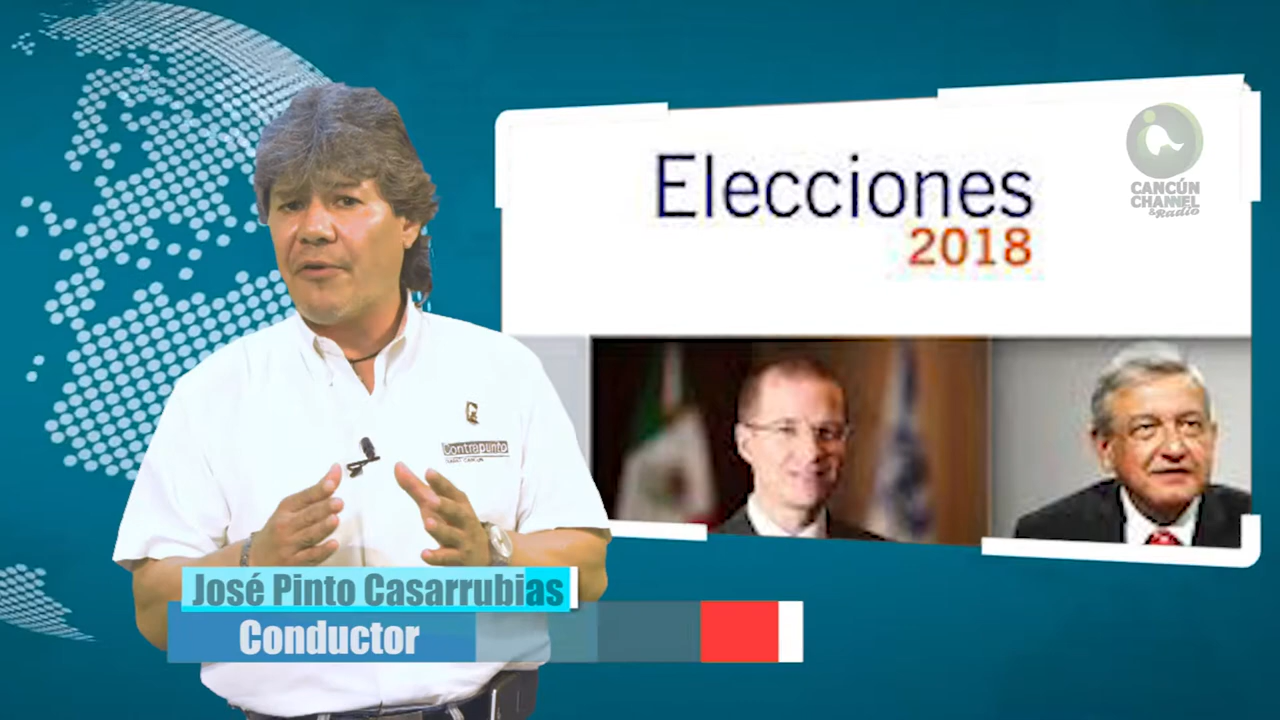 Elecciones
2018
CANCÚN
CHANNEL
& Radio
Contrapunto
José Pinto Casarrubias
Conductor